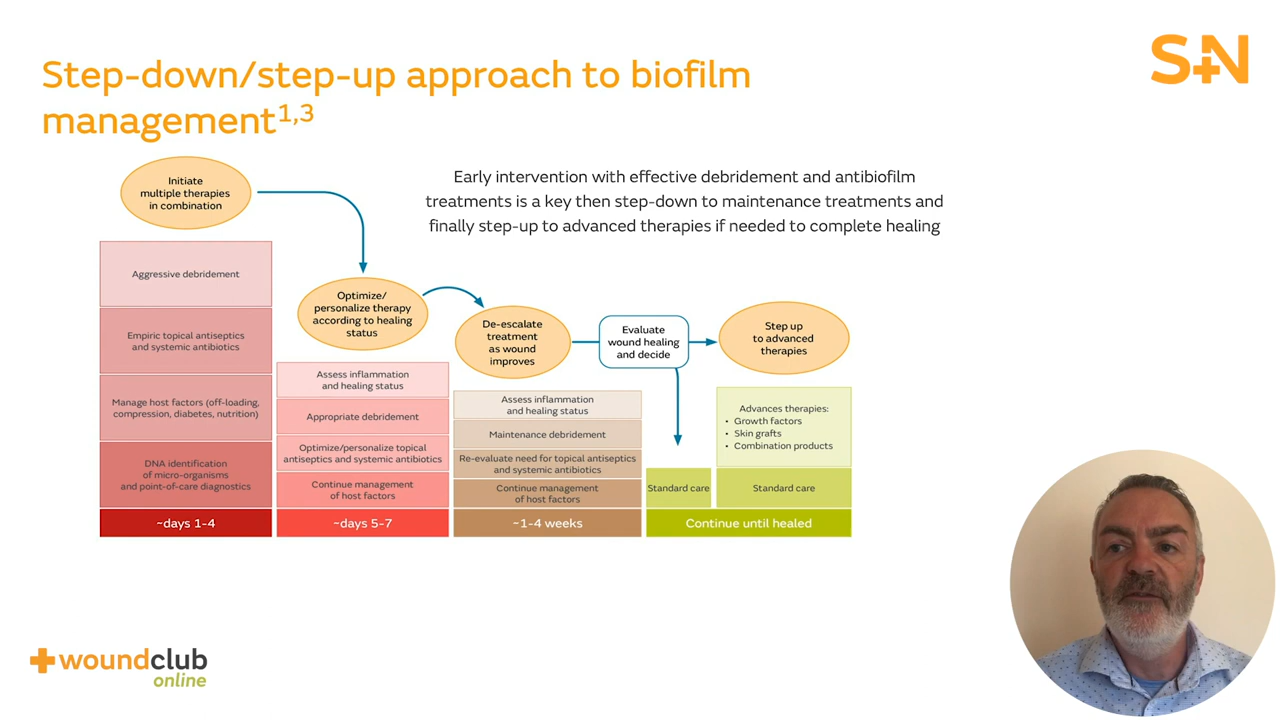 S+N
Step-down/step-up approach to biofilm
management1,3
Early intervention with effective debridement and antibiofilm
treatments is a key then step-down to maintenance treatments and
finally step-up to advanced therapies if needed to complete healing
Initiate
multiple therapies
in combination
Aggressive debridement
Empiric topical antiseptics
and systemic antibiotics
Manage host factors (off-loading,
compression, diabetes, nutrition)
DNA identification
of micro-organisms
and point-of-care diagnostics
~days 1-4
Optimize/
personalize therapy
according to healing
status
Assess inflammation
and healing status
Appropriate debridement
Optimize/personalize topical
antiseptics and systemic antibiotics
Continue management
of host factors
~days 5-7
De-escalate
treatment
as wound
improves
Assess inflammation
and healing status
Maintenance debridement
Re-evaluate need for topical antiseptics
and systemic antibiotics
Continue management
of host factors
~1-4 weeks
Evaluate
wound healing
and decide
Standard care
Step up
to advanced
therapies
Advances therapies:
• Growth factors
• Skin grafts
• Combination products
Standard care
Continue until healed
woundclub
online